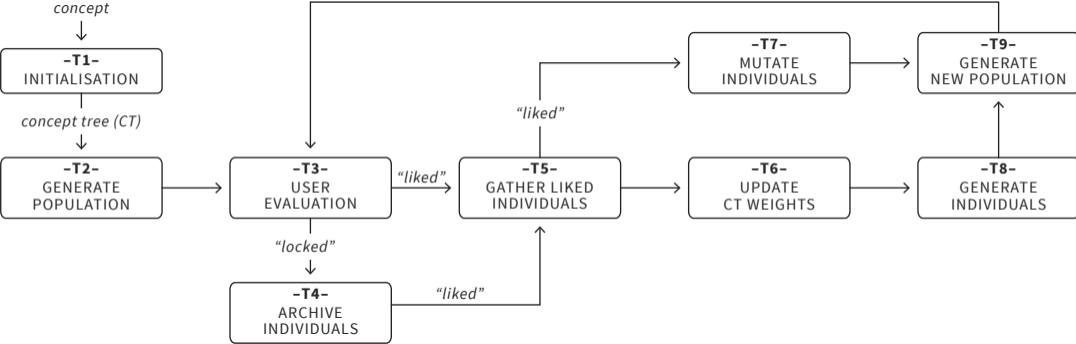 concept
–T1–
INITIALISATION
concept tree (CT)
–T2–
GENERATE
POPULATION
–T3–
USER
EVALUATION
“liked”
“locked”
–T4–
ARCHIVE
INDIVIDUALS
“liked”
–T5–
GATHER LIKED
INDIVIDUALS
“liked”
–T6–
UPDATE
CT WEIGHTS
–T7–
MUTATE
INDIVIDUALS
–T8–
GENERATE
INDIVIDUALS
–T9–
GENERATE
NEW POPULATION